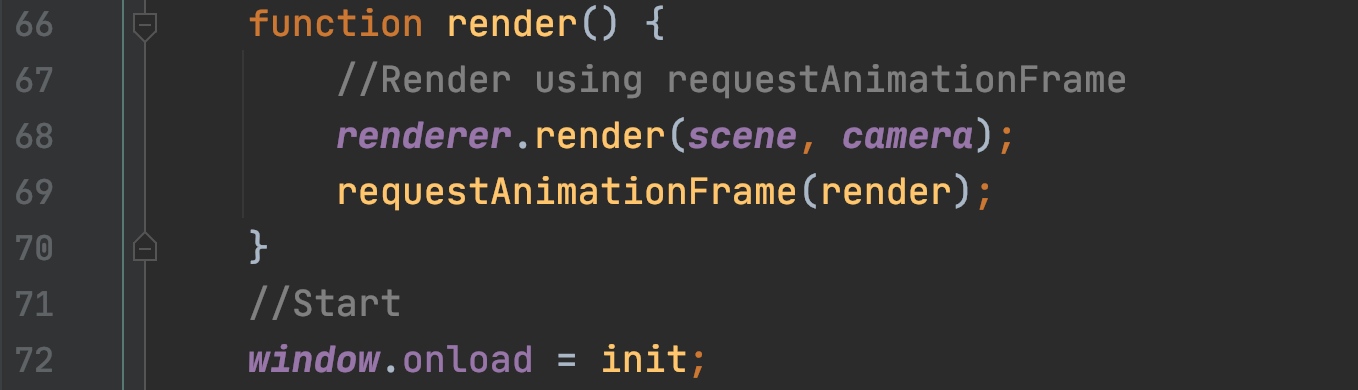 66 function render() {
67 //Render using requestAnimationFrame
68 renderer.render(scene, camera);
69 requestAnimationFrame(render);
70 }
71 //Start
72 window.onload = init;